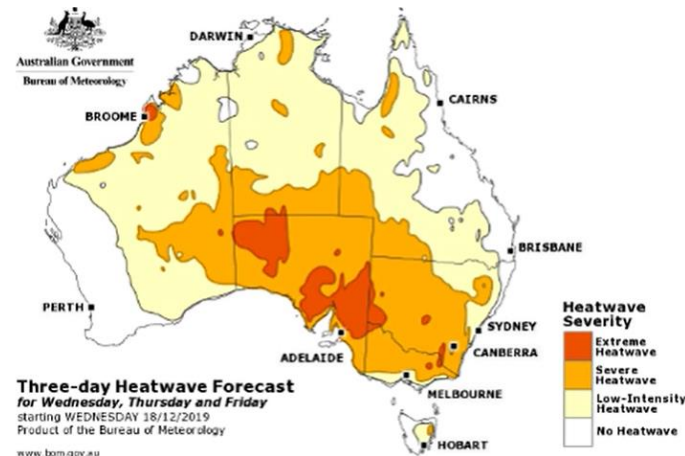 Australian Government
Bureau of Meteorology
DARWIN
CAIRNS
BROOME
BRISBANE
PERTH
SYDNEY
CANBERRA
ADELAIDE
MELBOURNE
HOBART
Heatwave
Severity
Extreme
Heatwave
Severe
Heatwave
Low-Intensity
Heatwave
No Heatwave
Three-day Heatwave Forecast
for Wednesday, Thursday and Friday
starting WEDNESDAY 18/12/2019
Product of the Bureau of Meteorology
www.bom.gov.au